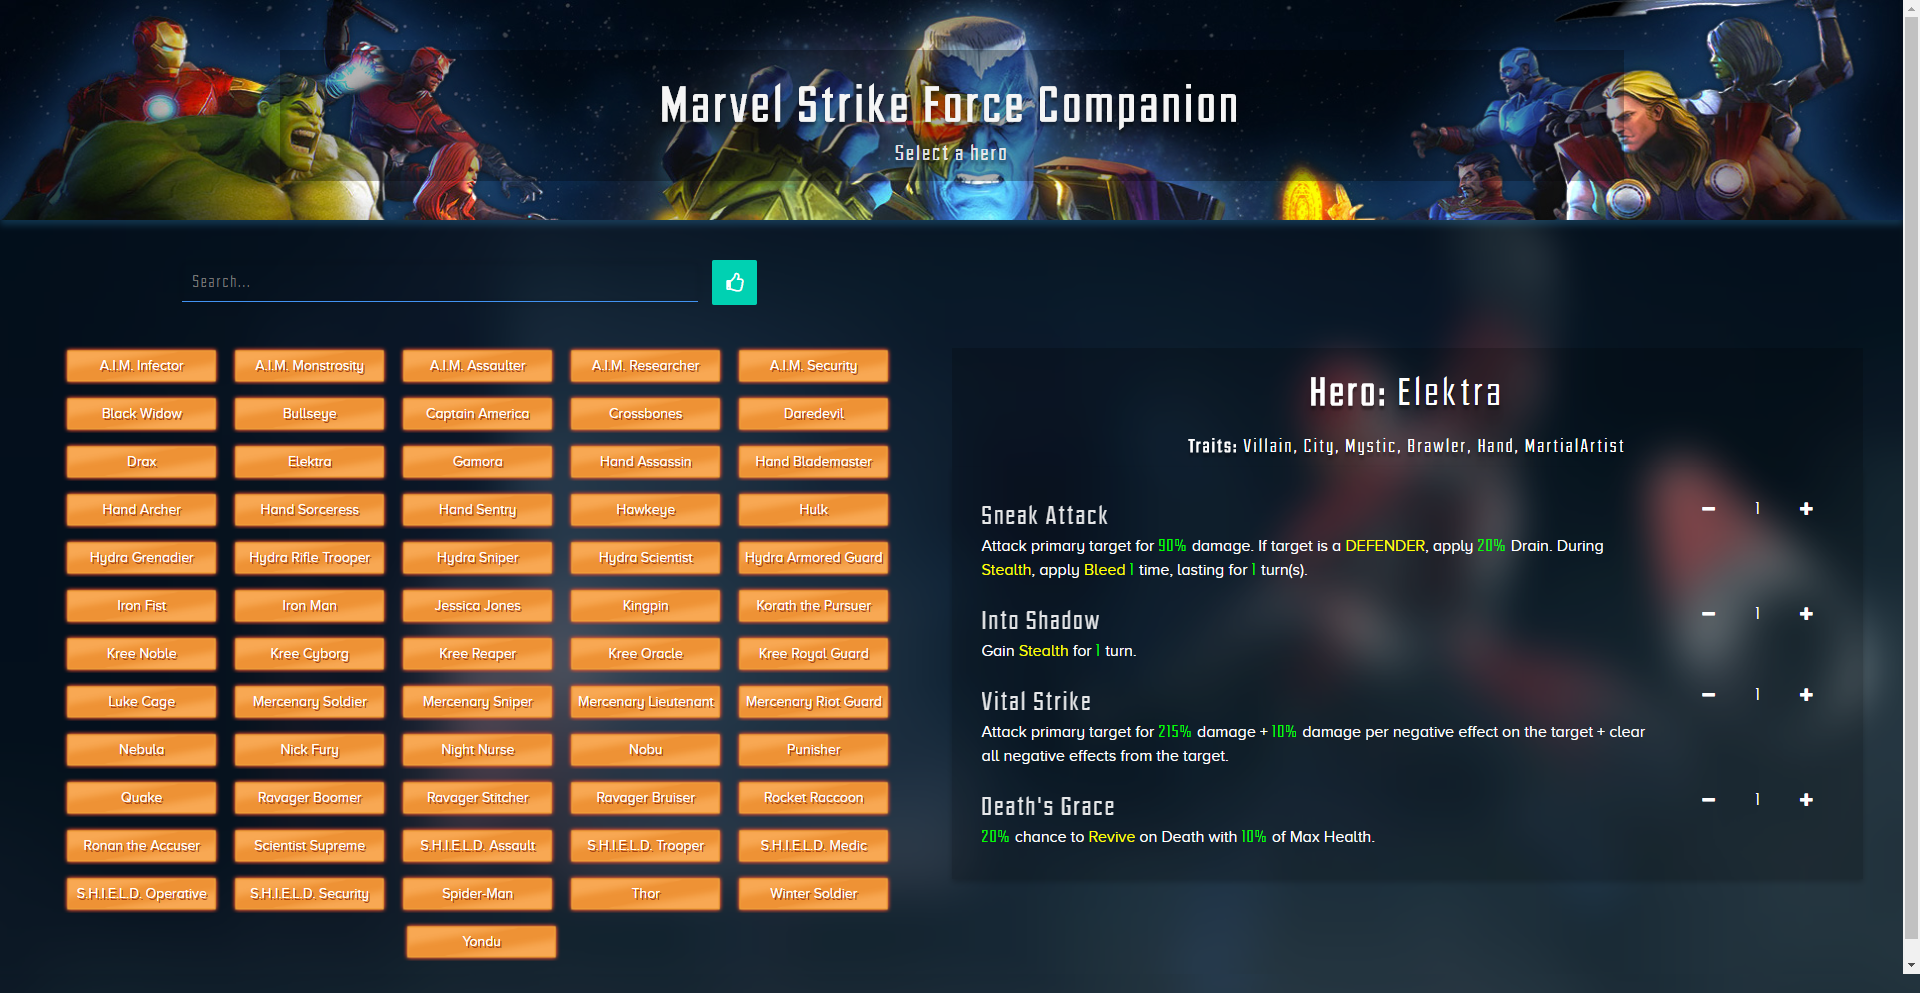 Marvel Strike Force Companion
Select a hero
Search...
A.I.M. Infector
A.I.M. Monstrosity
A.I.M. Assaulter
A.I.M. Researcher
A.I.M. Security
Black Widow
Bullseye
Captain America
Crossbones
Daredevil
Drax
Elektra
Gamora
Hand Assassin
Hand Blademaster
Hand Archer
Hand Sorceress
Hand Sentry
Hawkeye
Hulk
Hydra Grenadier
Hydra Rifle Trooper
Hydra Sniper
Hydra Scientist
Hydra Armored Guard
Iron Fist
Iron Man
Jessica Jones
Kingpin
Korath the Pursuer
Kree Noble
Kree Cyborg
Kree Reaper
Kree Oracle
Kree Royal Guard
Luke Cage
Mercenary Soldier
Mercenary Sniper
Mercenary Lieutenant
Mercenary Riot Guard
Nebula
Nick Fury
Night Nurse
Nobu
Punisher
Quake
Ravager Boomer
Ravager Stitcher
Ravager Bruiser
Rocket Raccoon
Ronan the Accuser
Scientist Supreme
S.H.I.E.L.D. Assault
S.H.I.E.L.D. Trooper
S.H.I.E.L.D. Medic
S.H.I.E.L.D. Operative
S.H.I.E.L.D. Security
Spider-Man
Thor
Winter Soldier
Yondu
Hero: Elektra
Traits: Villain, City, Mystic, Brawler, Hand, MartialArtist
Sneak Attack
1
Attack primary target for 90% damage. If target is a DEFENDER, apply 20% Drain. During
Stealth, apply Bleed 1 time, lasting for 1 turn(s).
Into Shadow
1
Gain Stealth for 1 turn.
Vital Strike
1
Attack primary target for 215% damage + 10% damage per negative effect on the target + clear
all negative effects from the target.
Death's Grace
1
20% chance to Revive on Death with 10% of Max Health.